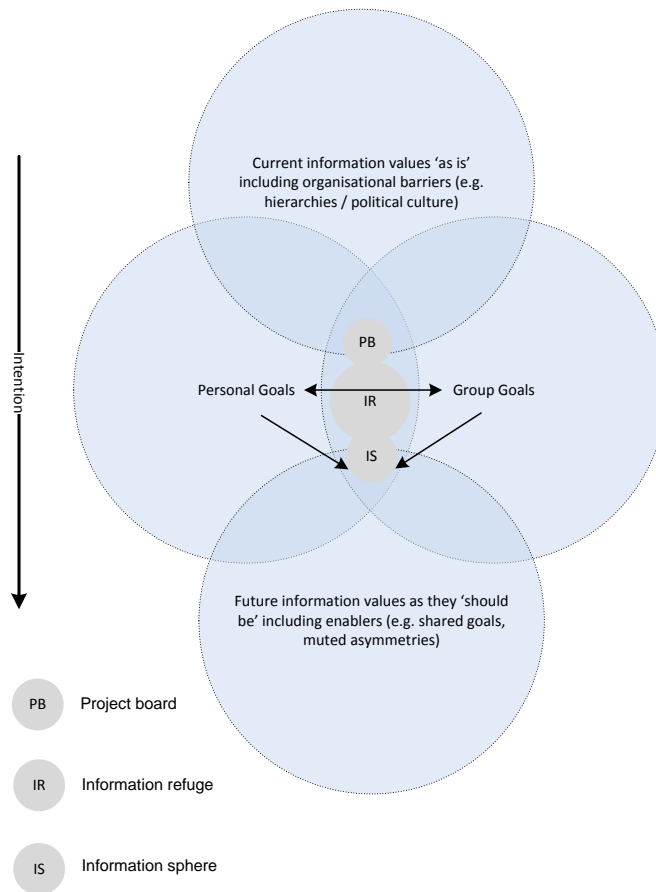 Current information values ‘as is’
including organisational barriers (e.g.
hierarchies / political culture)
Intention
PB
Personal Goals
IR
Group Goals
IS
Future information values as they ‘should
be’ including enablers (e.g. shared goals,
muted asymmetries)
PB
Project board
IR
Information refuge
IS
Information sphere